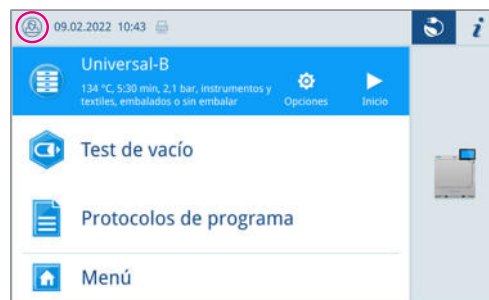 09.02.2022 10:43
i
Universal-B
134 °C, 5:30 min, 2,1 bar, instrumentos y
textiles, embalados o sin embalar
Opciones
Inicio
Test de vacío
Protocolos de programa
Menú